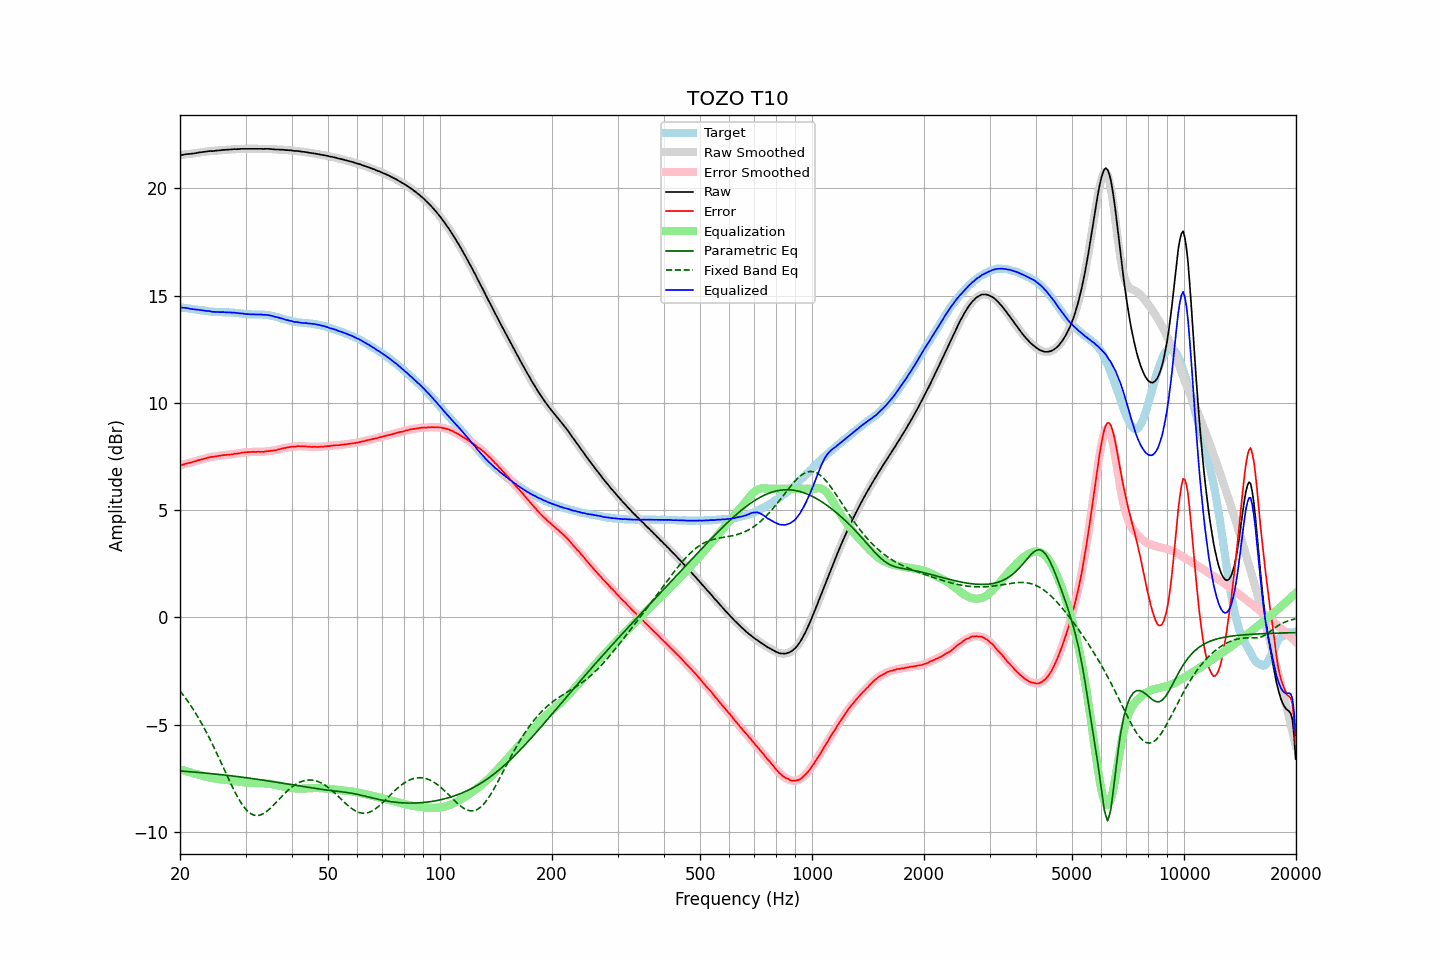 TOZO T10
Target
Raw Smoothed
Error Smoothed
Raw
Error
Equalization
Parametric Eq
Fixed Band Eq
Equalized
Amplitude (dBr)
20
15
10
5
0
−5
−10
20 50 100 200 500 1000 2000 5000 10000 20000
Frequency (Hz)